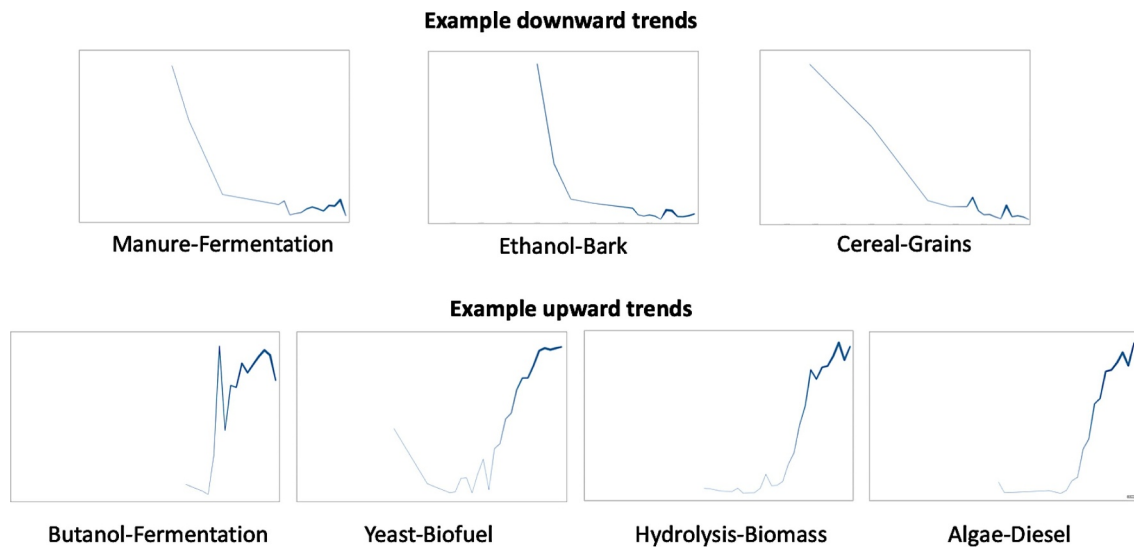 Example downward trends
Manure-Fermentation
Ethanol-Bark
Cereal-Grains
Example upward trends
Butanol-Fermentation
Yeast-Biofuel
Hydrolysis-Biomass
Algae-Diesel